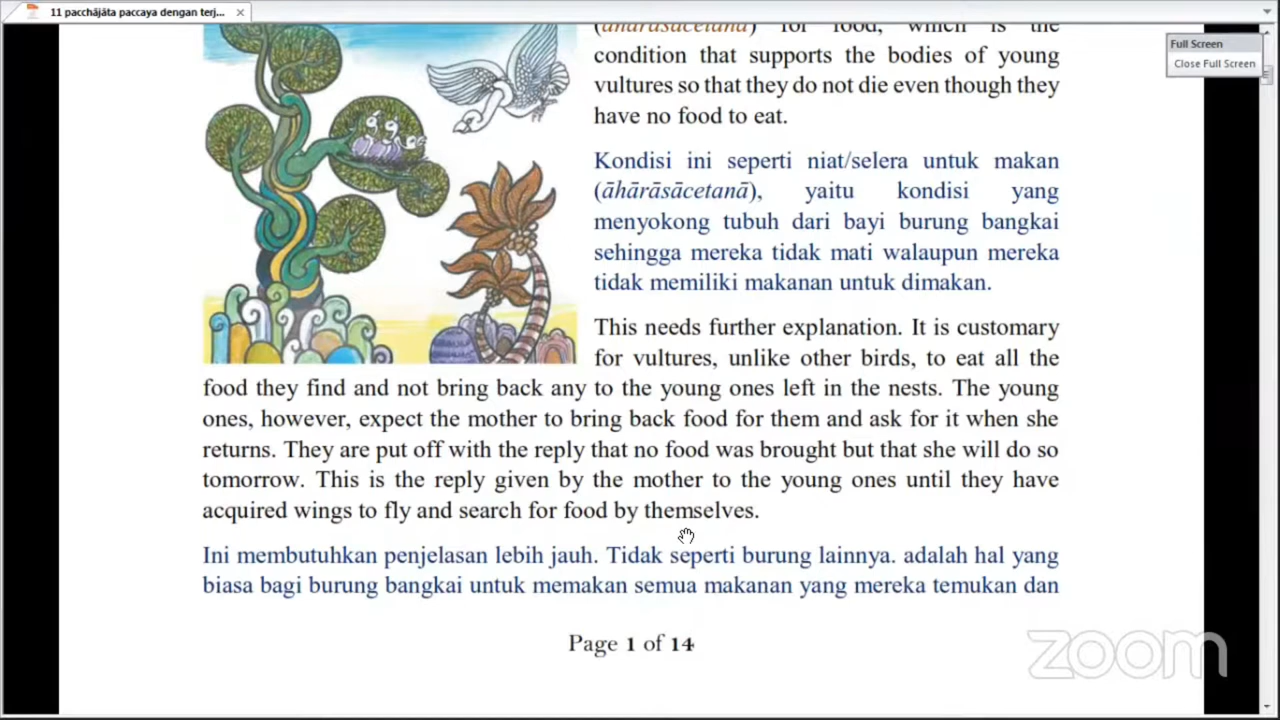 11 pacchājāta paccaya dengan terj...
Full Screen
Close Full Screen
(āhārāsācetanā) for food, which is the
condition that supports the bodies of young
vultures so that they do not die even though they
have no food to eat.
Kondisi ini seperti niat/selera untuk makan
(āhārāsācetanā), yaitu kondisi yang
menyokong tubuh dari bayi burung bangkai
sehingga mereka tidak mati walaupun mereka
tidak memiliki makanan untuk dimakan.
This needs further explanation. It is customary
for vultures, unlike other birds, to eat all the
food they find and not bring back any to the young ones left in the nests. The young
ones, however, expect the mother to bring back food for them and ask for it when she
returns. They are put off with the reply that no food was brought but that she will do so
tomorrow. This is the reply given by the mother to the young ones until they have
acquired wings to fly and search for food by themselves.
Ini membutuhkan penjelasan lebih jauh. Tidak seperti burung lainnya. adalah hal yang
biasa bagi burung bangkai untuk memakan semua makanan yang mereka temukan dan
Page 1 of 14
zoom